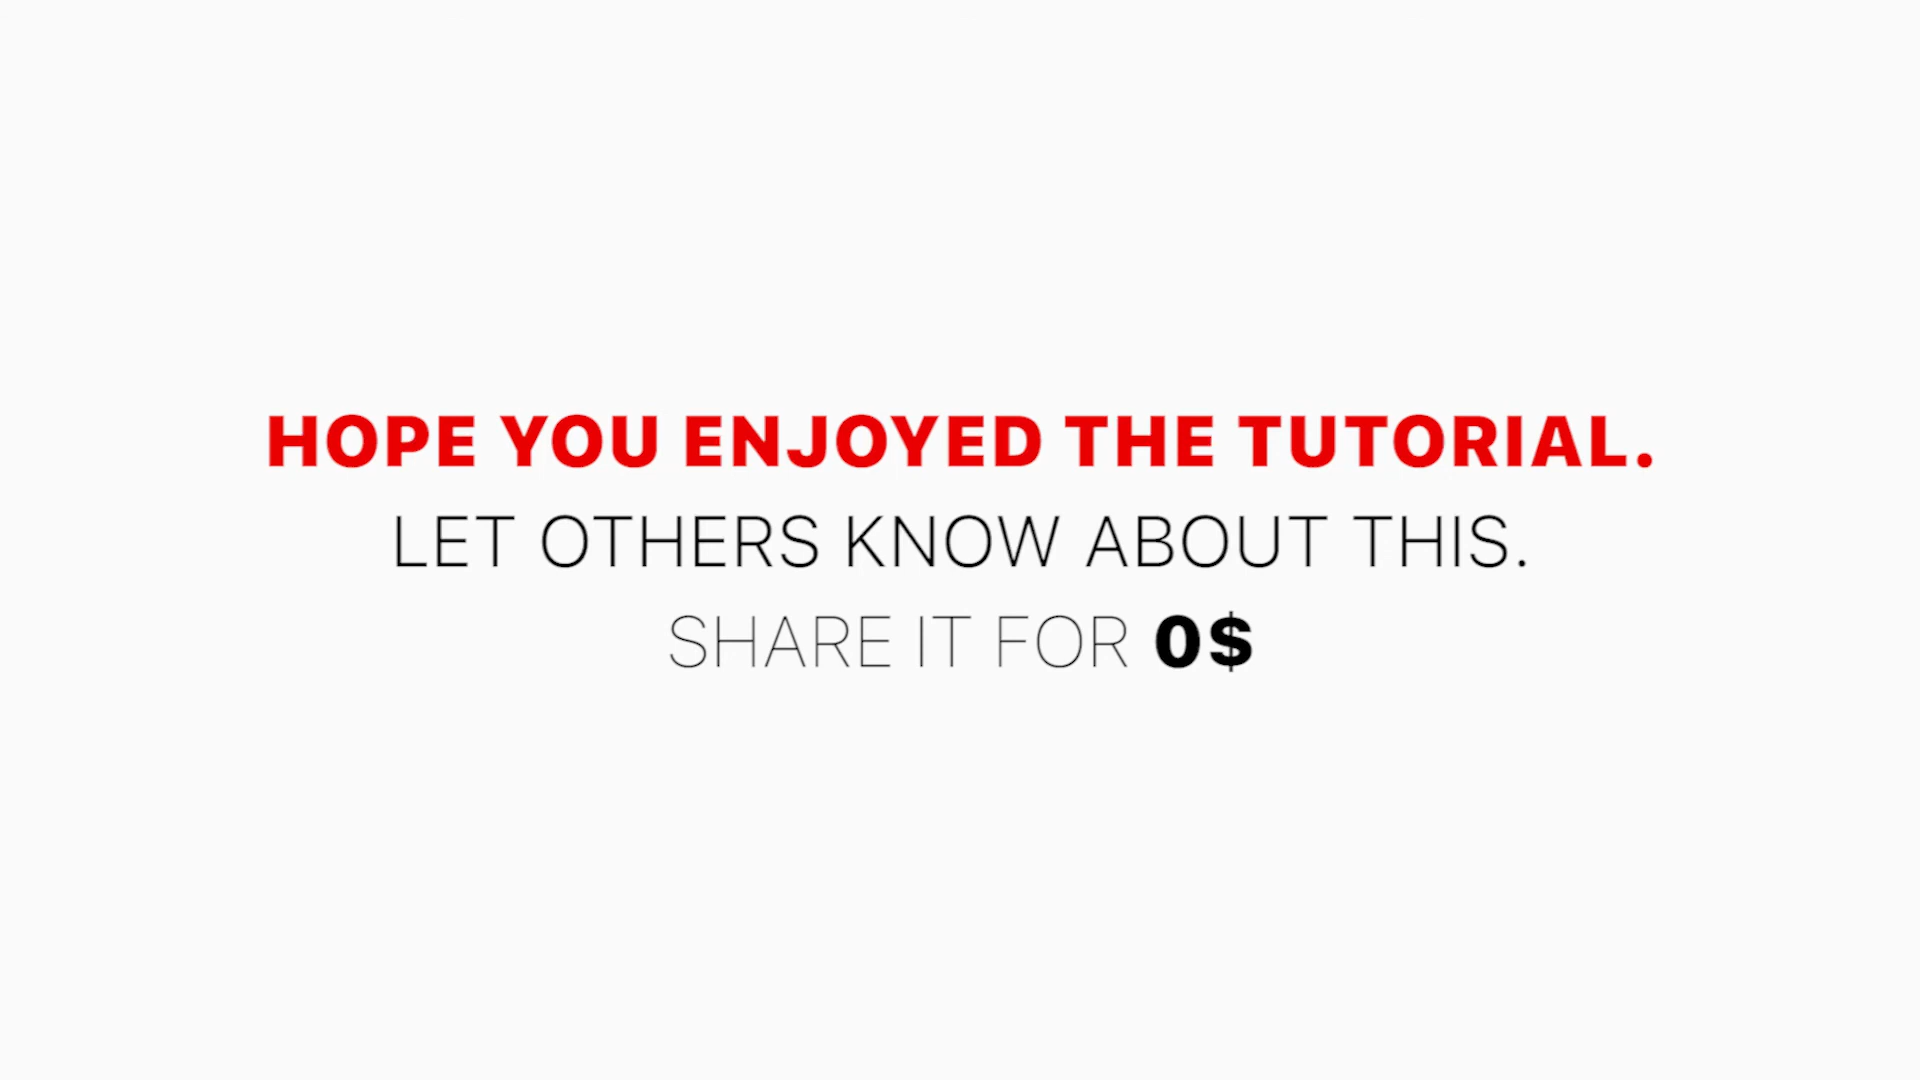 HOPE YOU ENJOYED THE TUTORIAL.
LET OTHERS KNOW ABOUT THIS.
SHARE IT FOR 0$